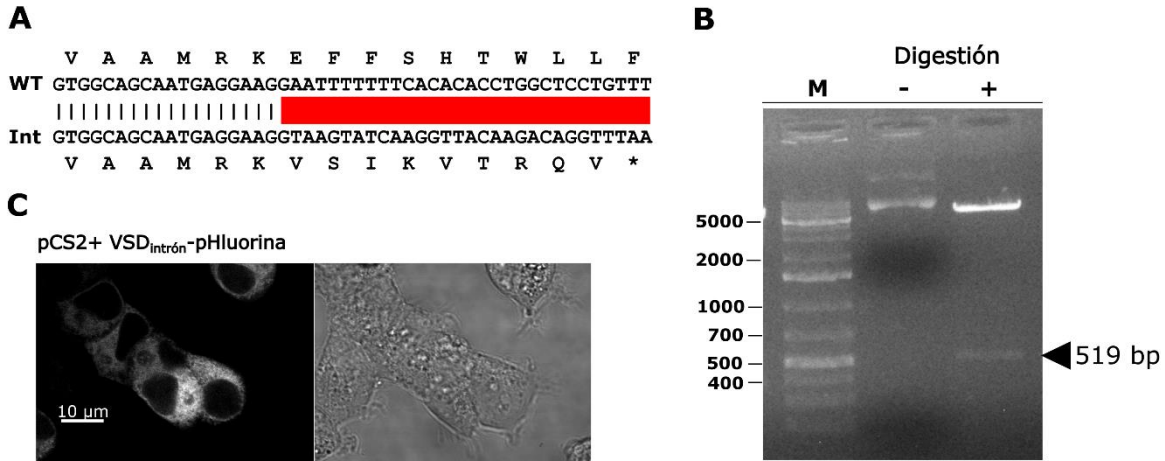 A
V A A M R K E F F S H T W L L F
WT GTGGCAGCAATGAGGAAGGAATTTTTTTCACACACCTGGCTCCTGTTT
Int GTGGCAGCAATGAGGAAGGTAAGTATCAAGGTTACAAGACAGGTTTAA
V A A M R K V S I K V T R Q V *
C
pCS2+ VSDintrón-pHluorina
10 µm
B
Digestión
M - +
5000
2000
1000
700
500
400
519 bp